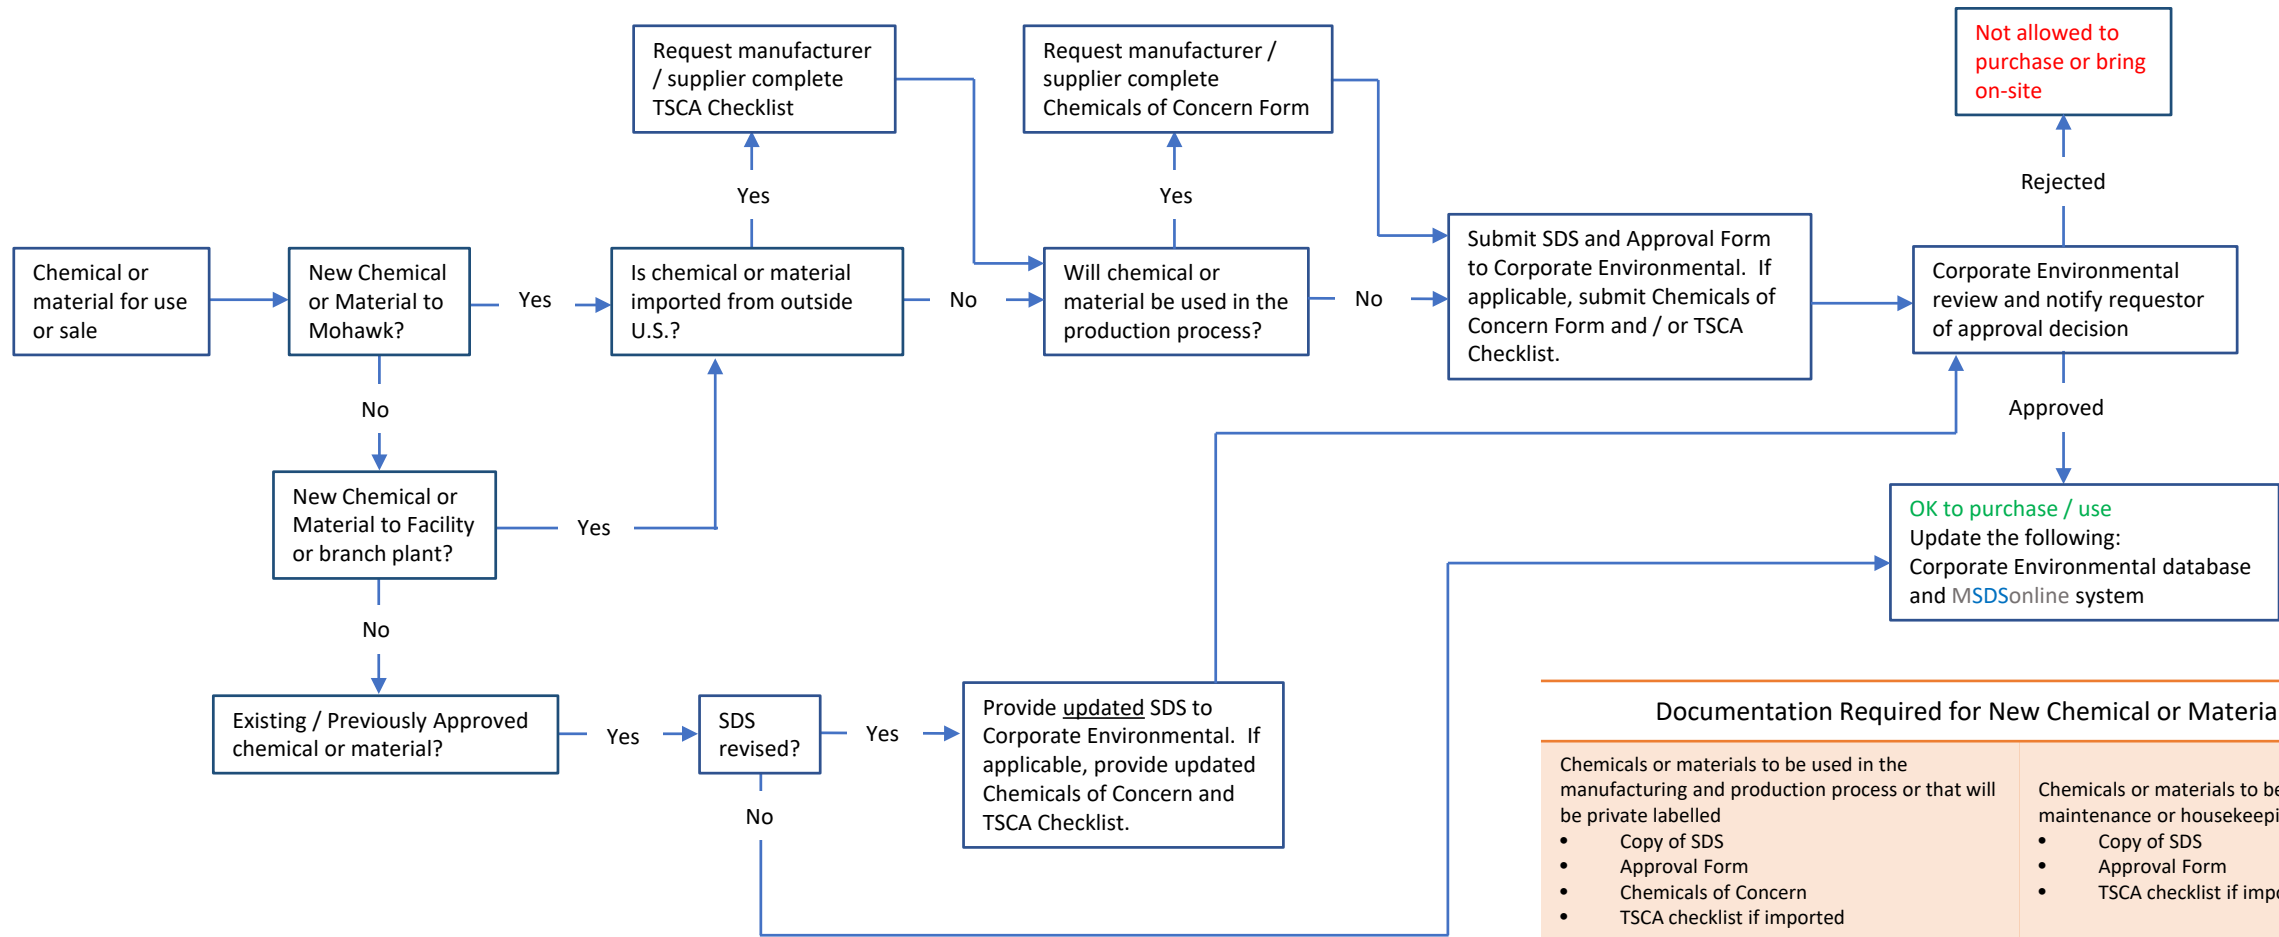 Request manufacturer
/ supplier complete
TSCA Checklist
Request manufacturer /
supplier complete
Chemicals of Concern Form
Not allowed to
purchase or bring
on-site
Yes
Yes
Rejected
Chemical or
material for use
or sale
New Chemical
or Material to
Mohawk?
Yes
Is chemical or material
imported from outside
U.S.?
No
Will chemical or
material be used in the
production process?
No
Submit SDS and Approval Form
to Corporate Environmental. If
applicable, submit Chemicals of
Concern Form and / or TSCA
Checklist.
Corporate Environmental
review and notify requestor
of approval decision
No
Approved
New Chemical or
Material to Facility
or branch plant?
Yes
OK to purchase / use
Update the following:
Corporate Environmental database
and MSDSonline system
No
Existing / Previously Approved
chemical or material?
Yes
SDS
revised?
Yes
Provide updated SDS to
Corporate Environmental. If
applicable, provide updated
Chemicals of Concern and
TSCA Checklist.
No
Documentation Required for New Chemical or
Chemicals or materials to be used in the
manufacturing and production process or that will
be private labelled
• Copy of SDS
• Approval Form
• Chemicals of Concern
• TSCA checklist if imported
Chemicals or materials to
maintenance or
• Copy of SDS
• Approval Form
• TSCA checklist if